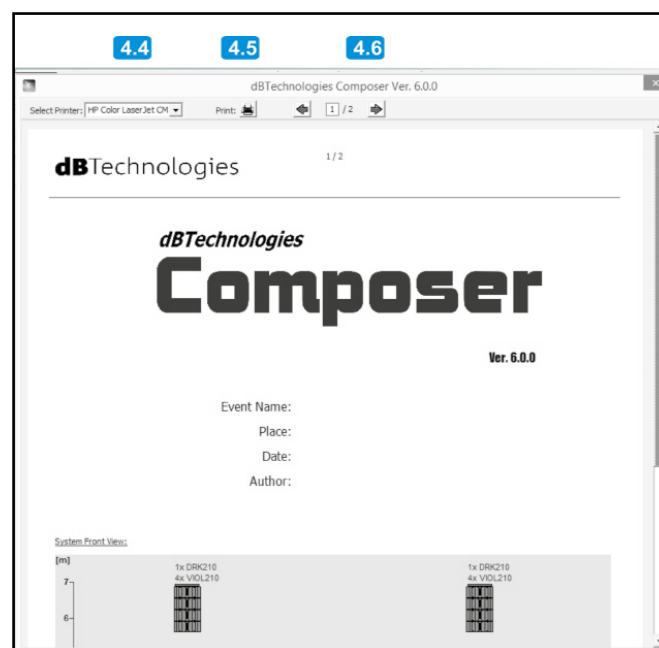 4.4 4.5 4.6
dBTechnologies Composer Ver. 6.0.0
Select Printer: HP Color LaserJet CM Print: 1 / 2
dBTechnologies
1 / 2
dBTechnologies
Composer
Ver. 6.0.0
Event Name:
Place:
Date:
Author:
System Front View:
[m]
1x DRK210 1x DRK210
4x VIOL210 4x VIOL210
7
6